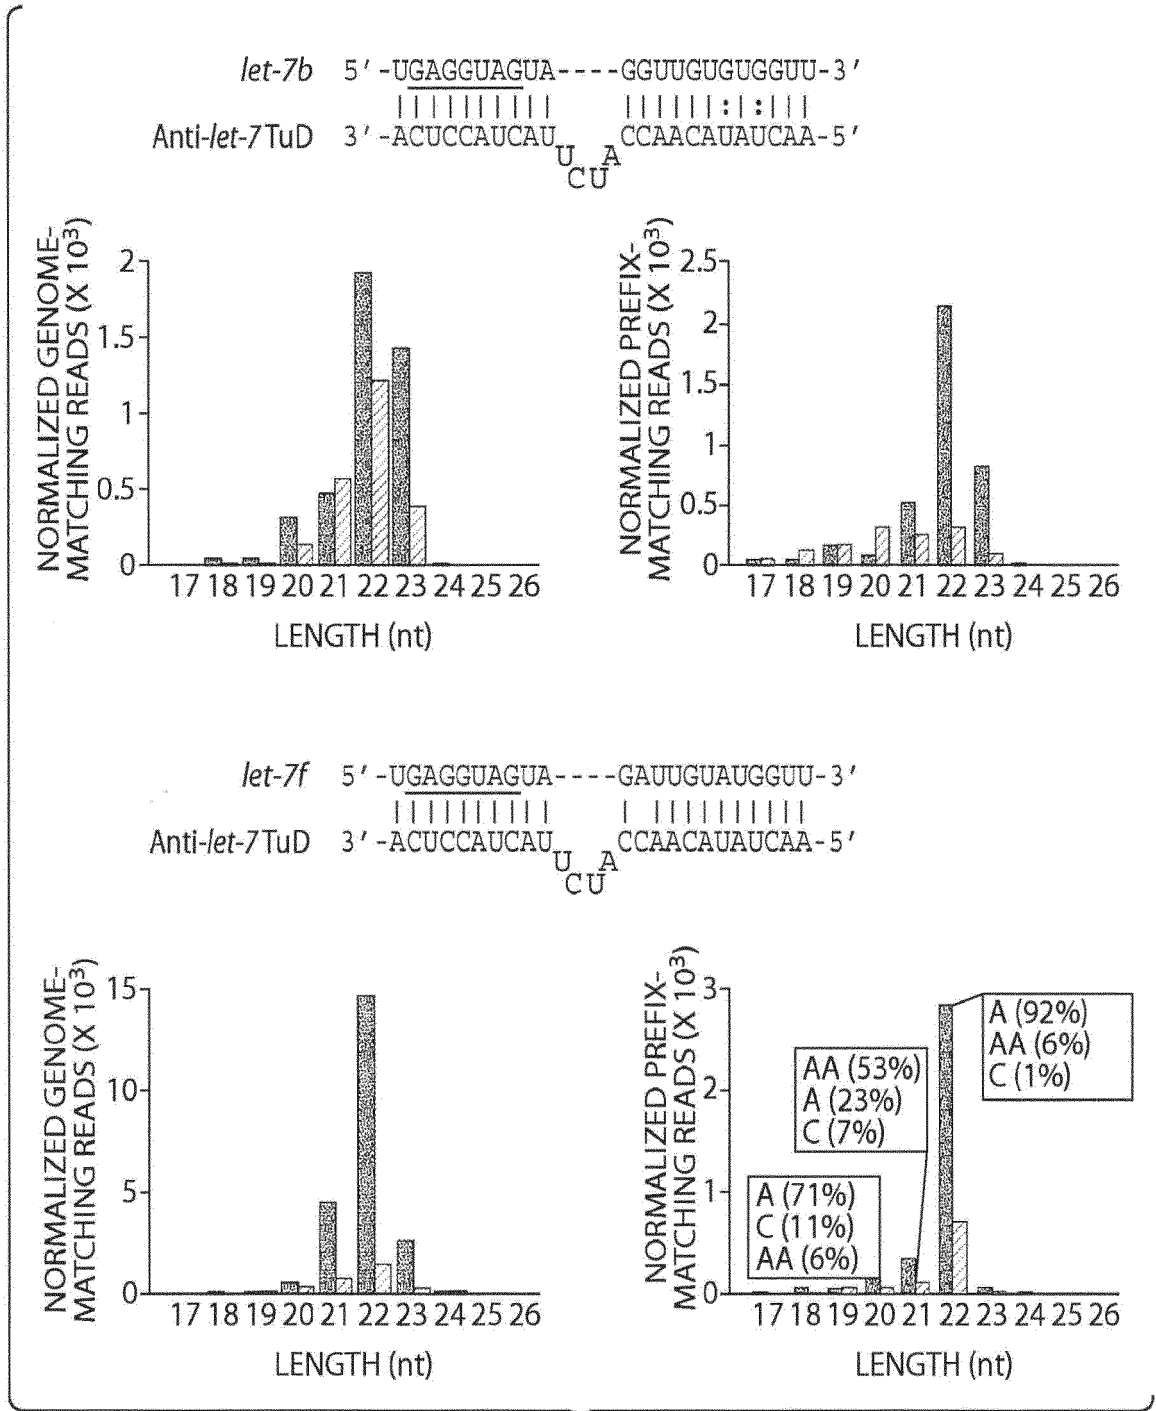 let-7b 5'-UGAGGUAGUA----GGUUGUGUGGUU-3'
||||||||||  ||||||:|:|||
Anti-let-7 TuD 3'-ACUCCAUCAU UCUA CCAACAUAUCAA-5'
NORMALIZED GENOME-
MATCHING READS (X 10³)
2
1.5
1
0.5
0
17 18 19 20 21 22 23 24 25 26
LENGTH (nt)
NORMALIZED PREFIX-
MATCHING READS (X 10³)
2.5
2
1.5
1
0.5
0
17 18 19 20 21 22 23 24 25 26
LENGTH (nt)
let-7f 5'-UGAGGUAGUA----GAUUGUAUGGUU-3'
||||||||||  | ||||||||||
Anti-let-7 TuD 3'-ACUCCAUCAU UCUA CCAACAUAUCAA-5'
NORMALIZED GENOME-
MATCHING READS (X 10³)
15
10
5
0
17 18 19 20 21 22 23 24 25 26
LENGTH (nt)
NORMALIZED PREFIX-
MATCHING READS (X 10³)
3
2
1
0
A (71%)
C (11%)
AA (6%)
AA (53%)
A (23%)
C (7%)
A (92%)
AA (6%)
C (1%)
17 18 19 20 21 22 23 24 25 26
LENGTH (nt)